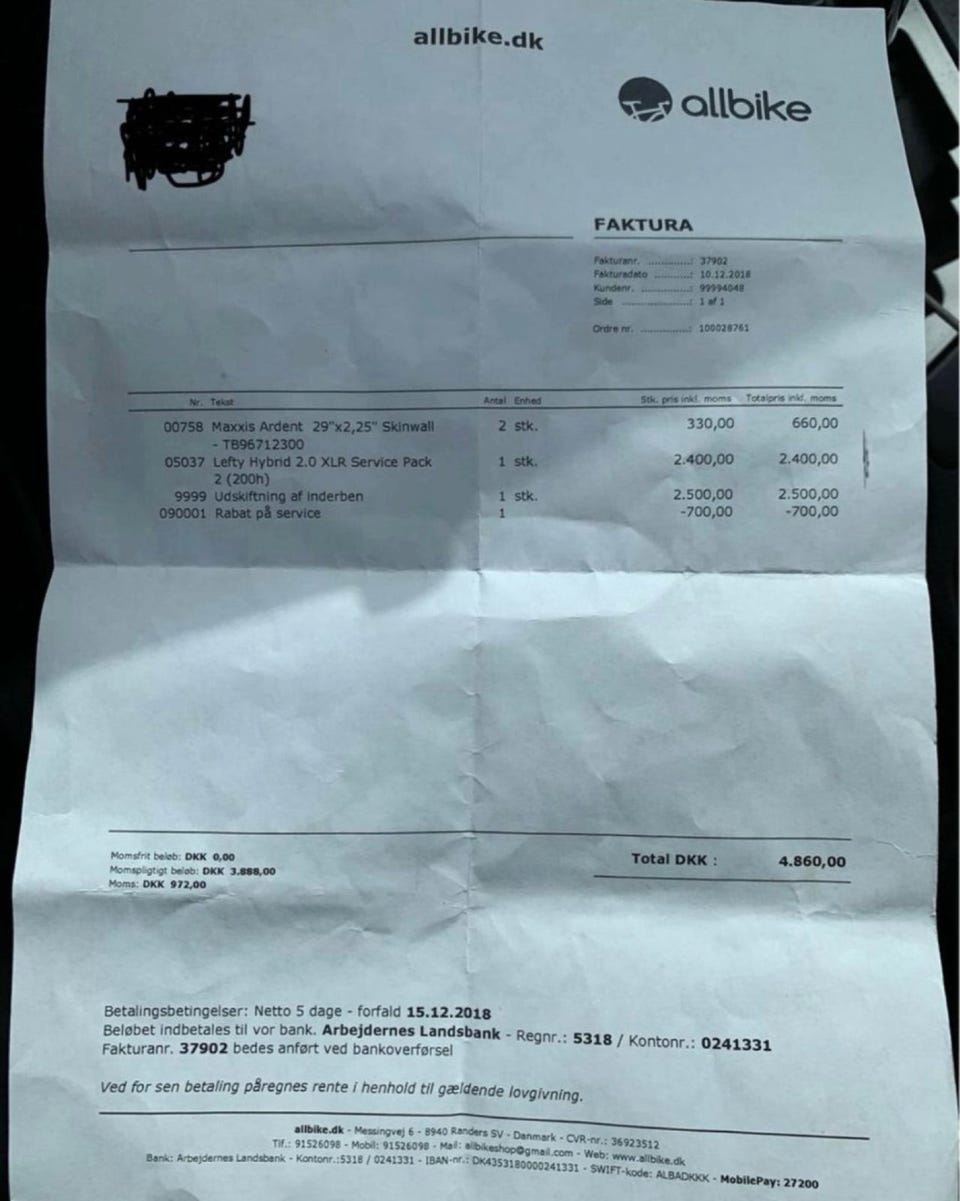 allbike.dk
allbike
FAKTURA
Fakturanr. .............: 37902
Fakturadato ..........: 10.12.2018
Kundenr. ..............: 99994048
Side ....................: 1 af 1
Ordre nr. ..............: 100028761
Nr. Tekst Antal Enhed Stk. pris inkl. moms Totalpris inkl. moms
00758 Maxxis Ardent 29"x2,25" Skinwall 2 stk. 330,00 660,00
- TB96712300
05037 Lefty Hybrid 2.0 XLR Service Pack 1 stk. 2.400,00 2.400,00
2 (200h)
9999 Udskiftning af inderben 1 stk. 2.500,00 2.500,00
090001 Rabat på service 1 -700,00 -700,00
Momsfrit beløb: DKK 0,00
Momspligtigt beløb: DKK 3.888,00
Moms: DKK 972,00
Total DKK : 4.860,00
Betalingsbetingelser: Netto 5 dage - forfald 15.12.2018
Beløbet indbetales til vor bank. Arbejdernes Landsbank - Regnr.: 5318 / Kontonr.: 0241331
Fakturanr. 37902 bedes anført ved bankoverførsel
Ved for sen betaling påregnes rente i henhold til gældende lovgivning.
allbike.dk - Messingvej 6 - 8940 Randers SV - Danmark - CVR-nr.: 36923512
Tlf.: 91526098 - Mobil: 91526098 - Mail: allbikeshop@gmail.com - Web: www.allbike.dk
Bank: Arbejdernes Landsbank - Kontonr.:5318 / 0241331 - IBAN-nr.: DK4353180000241331 - SWIFT-kode: ALBADKKK - MobilePay: 27200